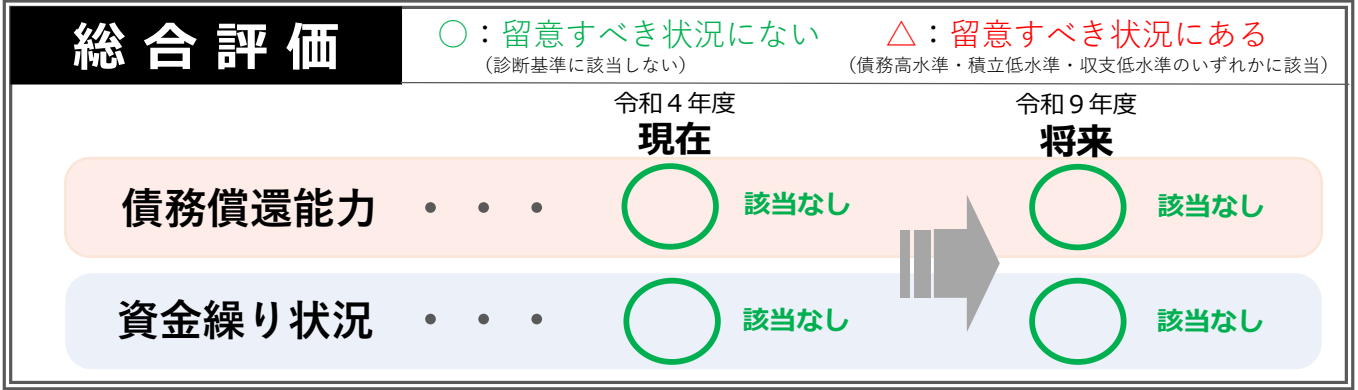 総合評価
○：留意すべき状況にない
（診断基準に該当しない）
△：留意すべき状況にある
（債務高水準・積立低水準・収支低水準のいずれかに該当）
令和４年度
現在
令和９年度
将来
債務償還能力 ・ ・ ・ ○ 該当なし ○ 該当なし
資金繰り状況 ・ ・ ・ ○ 該当なし ○ 該当なし